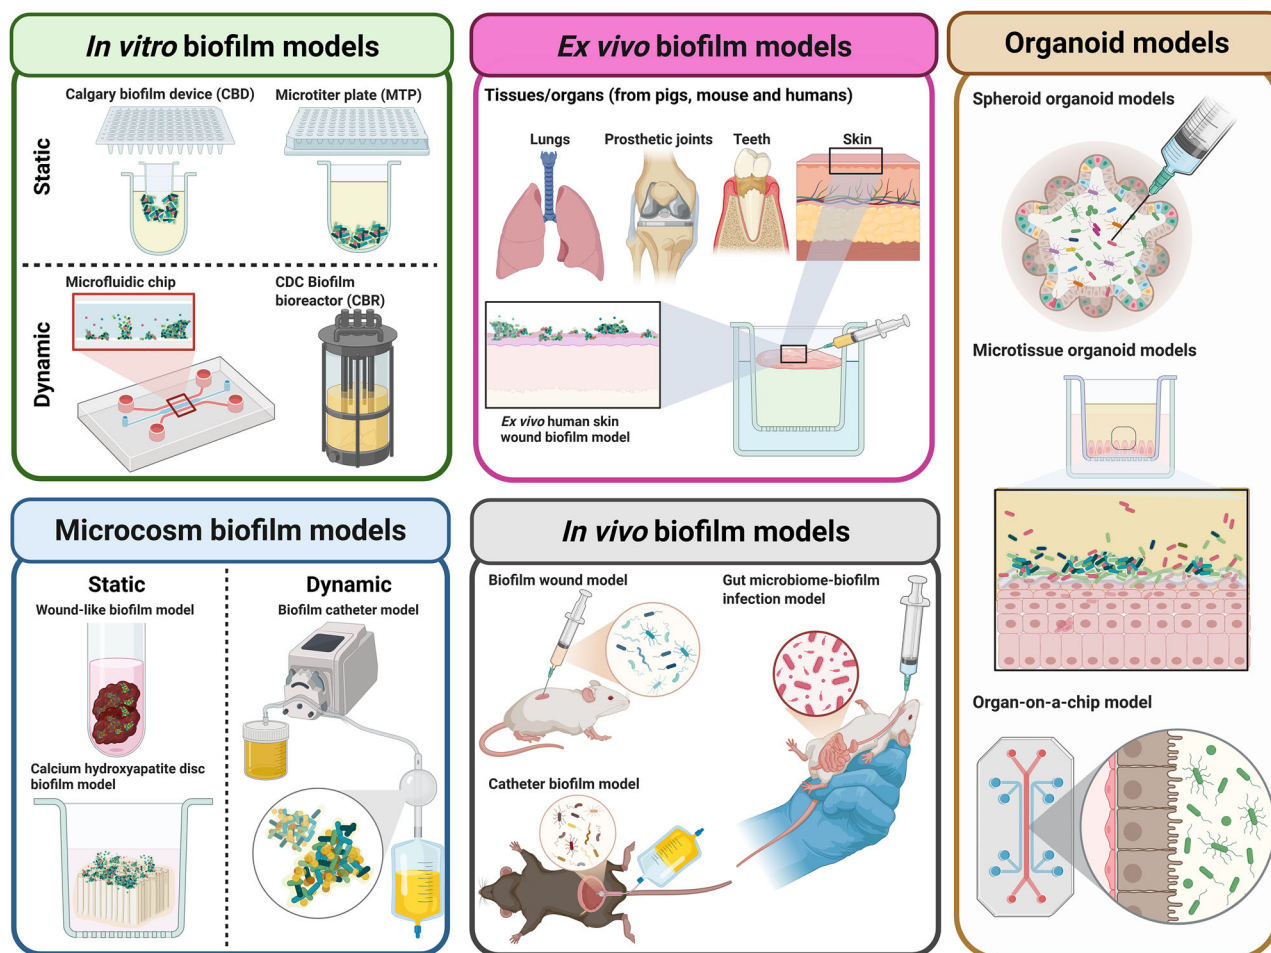 In vitro biofilm models
Calgary biofilm device (CBD)
Microtiter plate (MTP)
Static
Microfluidic chip
CDC Biofilm
bioreactor (CBR)
Dynamic
Ex vivo biofilm models
Tissues/organs (from pigs, mouse and humans)
Lungs
Prosthetic joints
Teeth
Skin
Ex vivo human skin
wound biofilm model
Organoid models
Spheroid organoid models
Microtissue organoid models
Organ-on-a-chip model
Microcosm biofilm models
Static
Wound-like biofilm model
Calcium hydroxyapatite disc
biofilm model
Dynamic
Biofilm catheter model
In vivo biofilm models
Biofilm wound model
Gut microbiome-biofilm
infection model
Catheter biofilm model